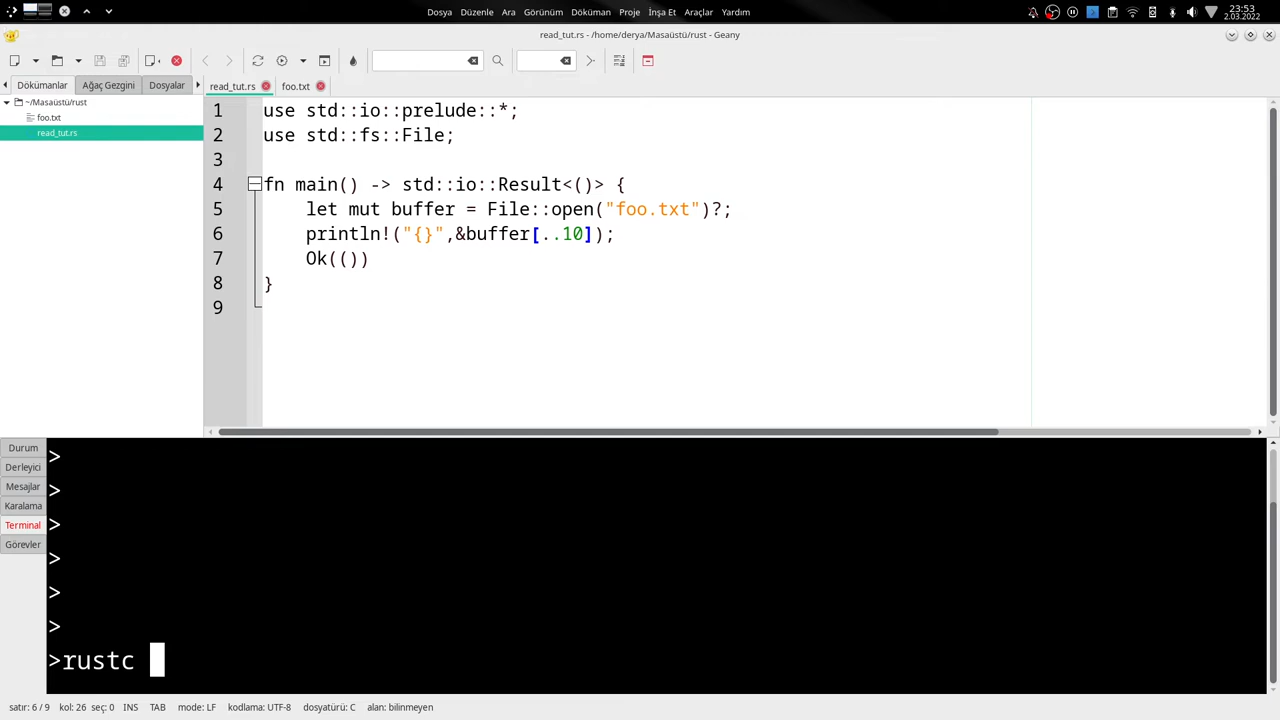 Dosya Düzenle Ara Görünüm Döküman Proje İnşa Et Araçlar Yardım
23:53
2.03.2022
read_tut.rs - /home/derya/Masaüstü/rust - Geany
Dökümanlar Ağaç Gezgini Dosyalar
~/Masaüstü/rust
foo.txt
read_tut.rs
read_tut.rs foo.txt
1 use std::io::prelude::*;
2 use std::fs::File;
3
4 fn main() -> std::io::Result<()> {
5 let mut buffer = File::open("foo.txt")?;
6 println!("{}",&buffer[..10]);
7 Ok(())
8 }
9
Durum
Derleyici
Mesajlar
Karalama
Terminal
Görevler
>
>
>
>
>
>
>rustc
satır: 6 / 9 kol: 26 seç: 0 INS TAB mode: LF kodlama: UTF-8 dosyatürü: C alan: bilinmeyen